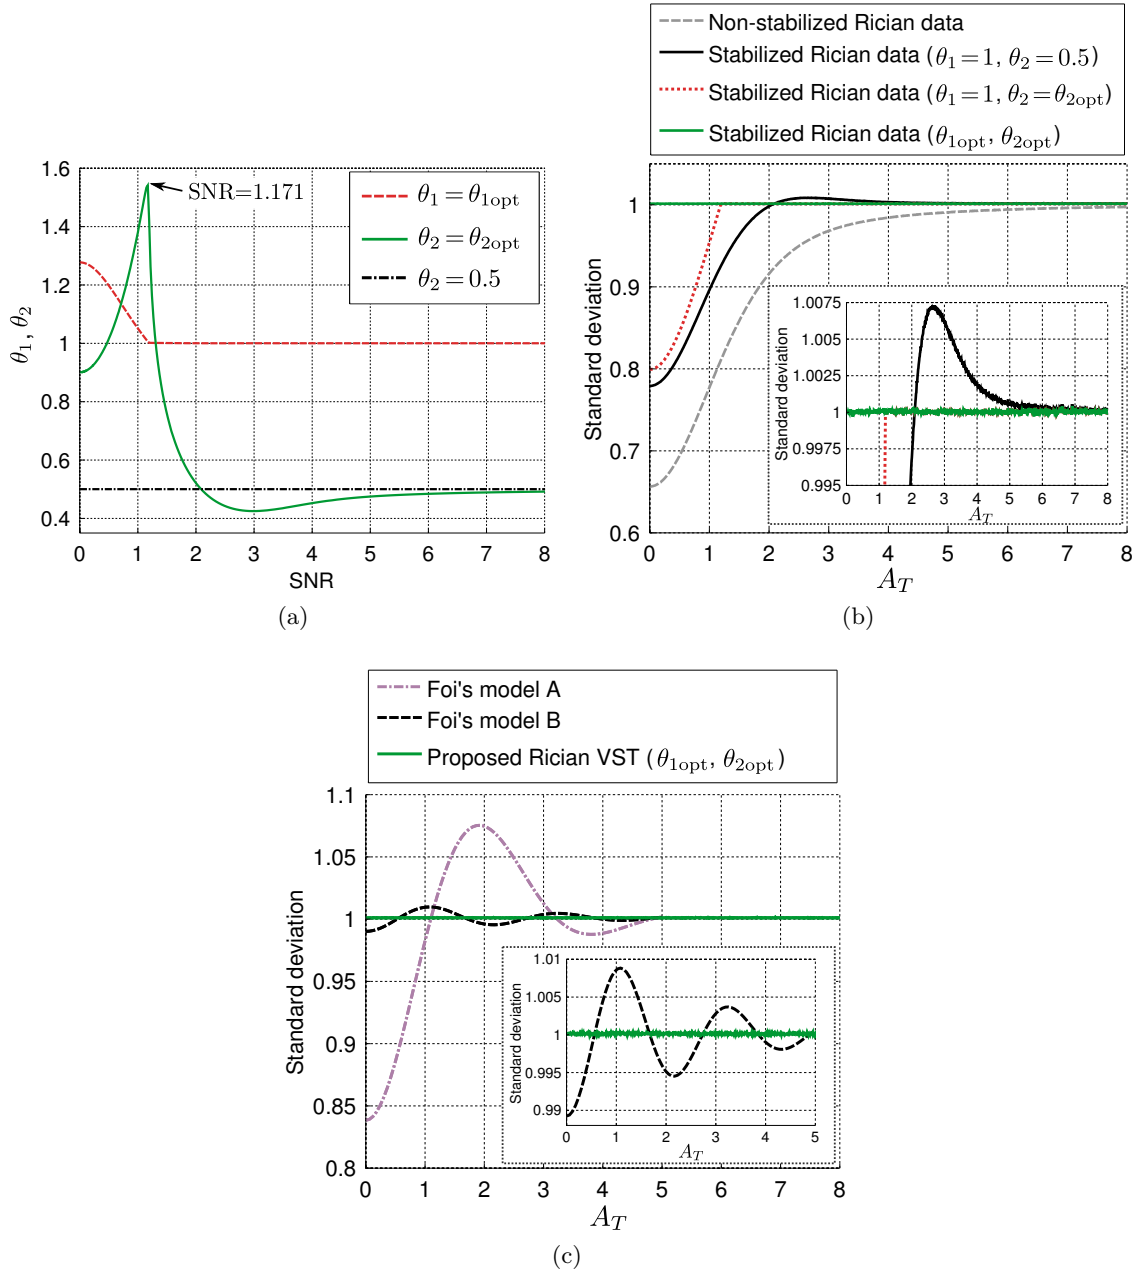 Non-stabilized Rician data
Stabilized Rician data (θ₁=1, θ₂=0.5)
Stabilized Rician data (θ₁=1, θ₂=θ₂opt)
Stabilized Rician data (θ₁opt, θ₂opt)
1.6
1.4
1.2
1
0.8
0.6
0.4
θ₁, θ₂
SNR=1.171
θ₁=θ₁opt
θ₂=θ₂opt
θ₂=0.5
0 1 2 3 4 5 6 7 8
SNR
(a)
1
0.9
0.8
0.7
0.6
Standard deviation
1.0075
1.005
1.0025
1
0.9975
0.995
Standard deviation
0 1 2 3 4 5 6 7 8
A_T
0 1 2 3 4 5 6 7 8
A_T
(b)
Foi's model A
Foi's model B
Proposed Rician VST (θ₁opt, θ₂opt)
1.1
1.05
1
0.95
0.9
0.85
0.8
Standard deviation
1.01
1.005
1
0.995
0.99
Standard deviation
0 1 2 3 4 5
A_T
0 1 2 3 4 5 6 7 8
A_T
(c)